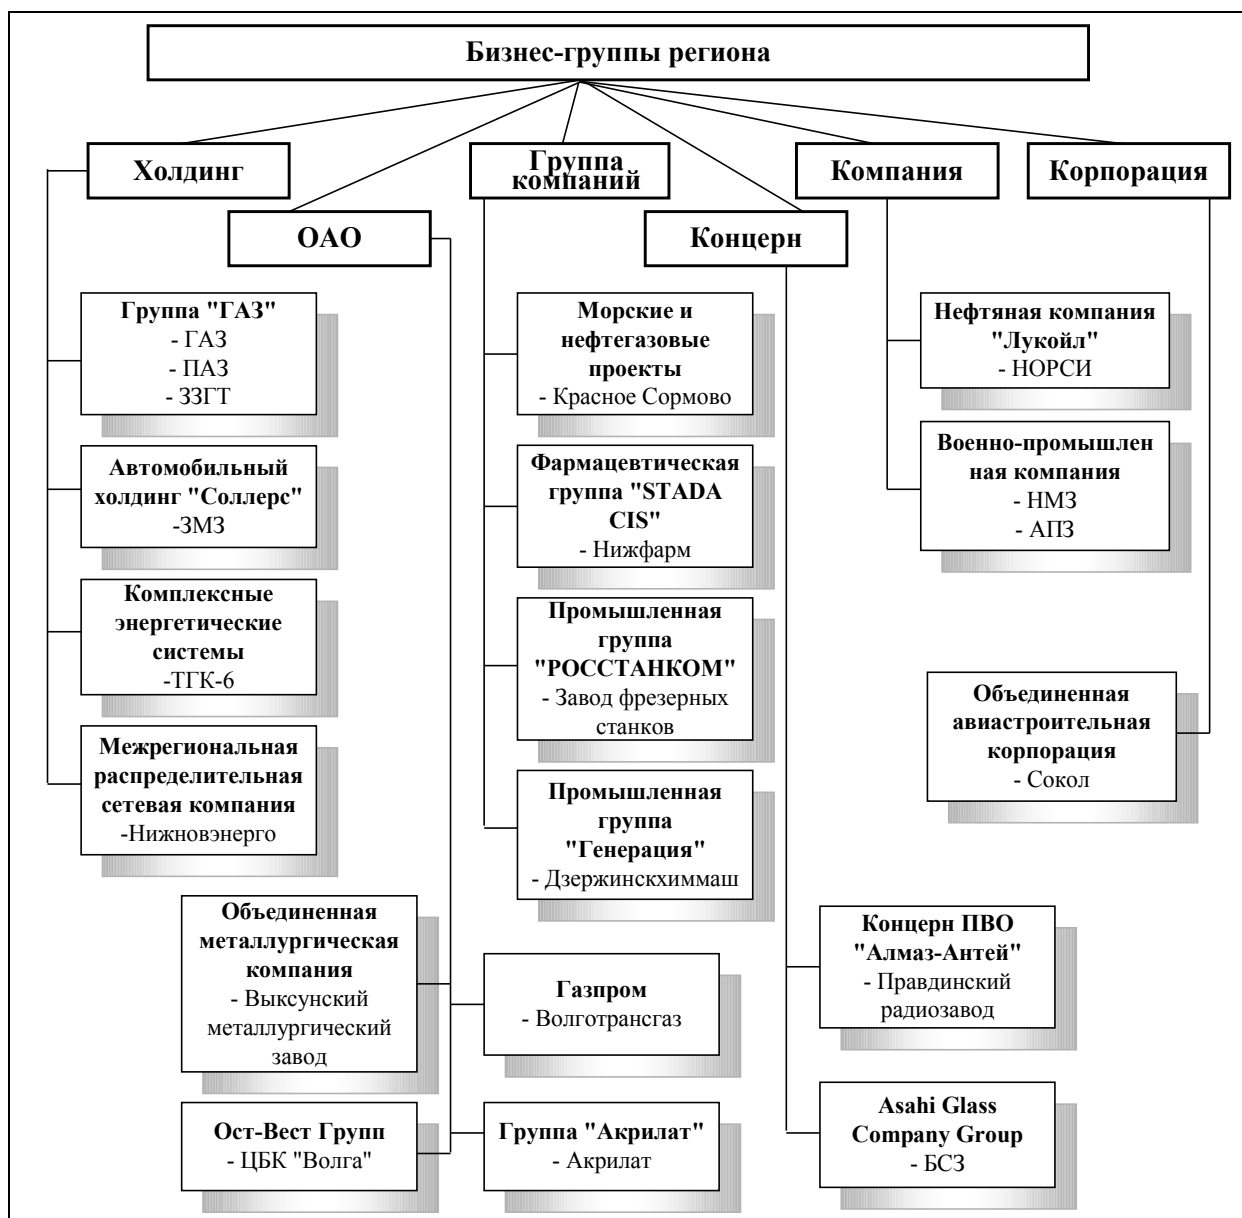 Бизнес-группы региона
Холдинг
Группа
компаний
Компания
Корпорация
ОАО
Концерн
Группа "ГАЗ"
- ГАЗ
- ПАЗ
- ЗЗГТ
Автомобильный
холдинг "Соллерс"
-ЗМЗ
Комплексные
энергетические
системы
-ТГК-6
Межрегиональная
распределительная
сетевая компания
-Нижновэнерго
Морские и
нефтегазовые
проекты
- Красное Сормово
Фармацевтическая
группа "STADA
CIS"
- Нижфарм
Промышленная
группа
"РОССТАНКОМ"
- Завод фрезерных
станков
Промышленная
группа
"Генерация"
- Дзержинскхиммаш
Нефтяная компания
"Лукойл"
- НОРСИ
Военно-промышлен
ная компания
- НМЗ
- АПЗ
Объединенная
авиастроительная
корпорация
- Сокол
Объединенная
металлургическая
компания
- Выксунский
металлургический
завод
Газпром
- Волготрансгаз
Концерн ПВО
"Алмаз-Антей"
- Правдинский
радиозавод
Ост-Вест Групп
- ЦБК "Волга"
Группа "Акрилат"
- Акрилат
Asahi Glass
Company Group
- БСЗ